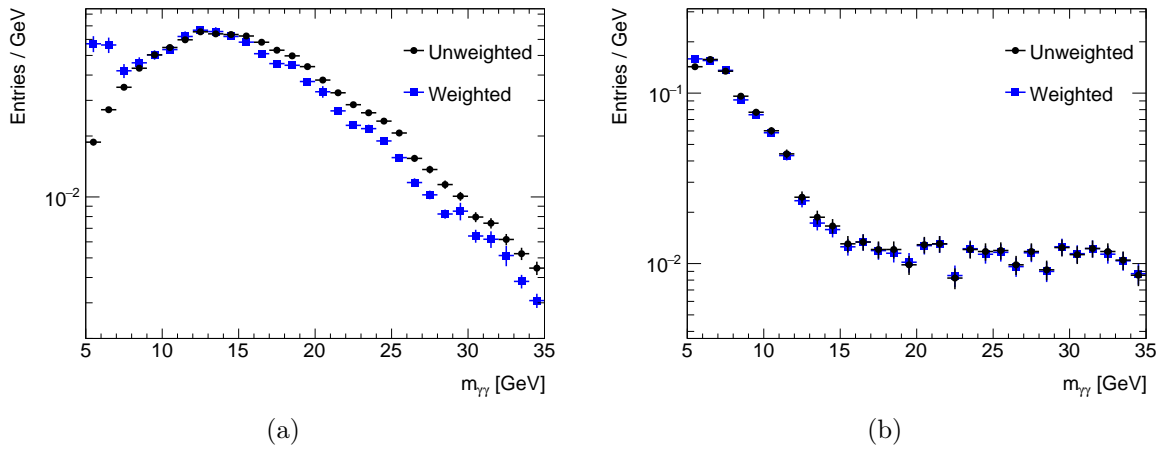 Entries / GeV
Unweighted
Weighted
10⁻²
5 10 15 20 25 30 35
m_γγ [GeV]
(a)
Entries / GeV
Unweighted
Weighted
10⁻¹
10⁻²
5 10 15 20 25 30 35
m_γγ [GeV]
(b)